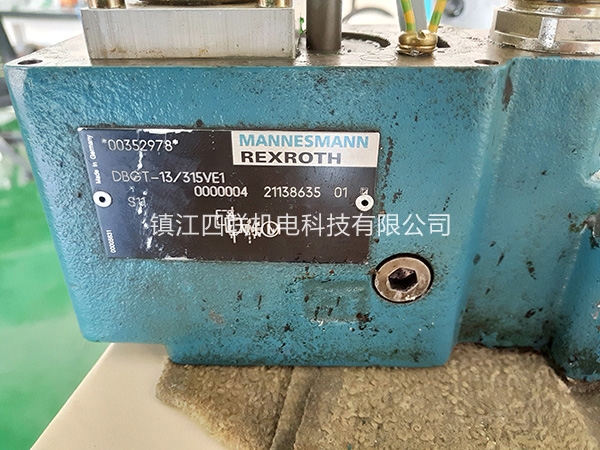 *00352978*
MANNESMANN
REXROTH
Made in Germany
DBGT-13/315VE1
0000004 21138635 01
S11
镇江四联机电科技有限公司